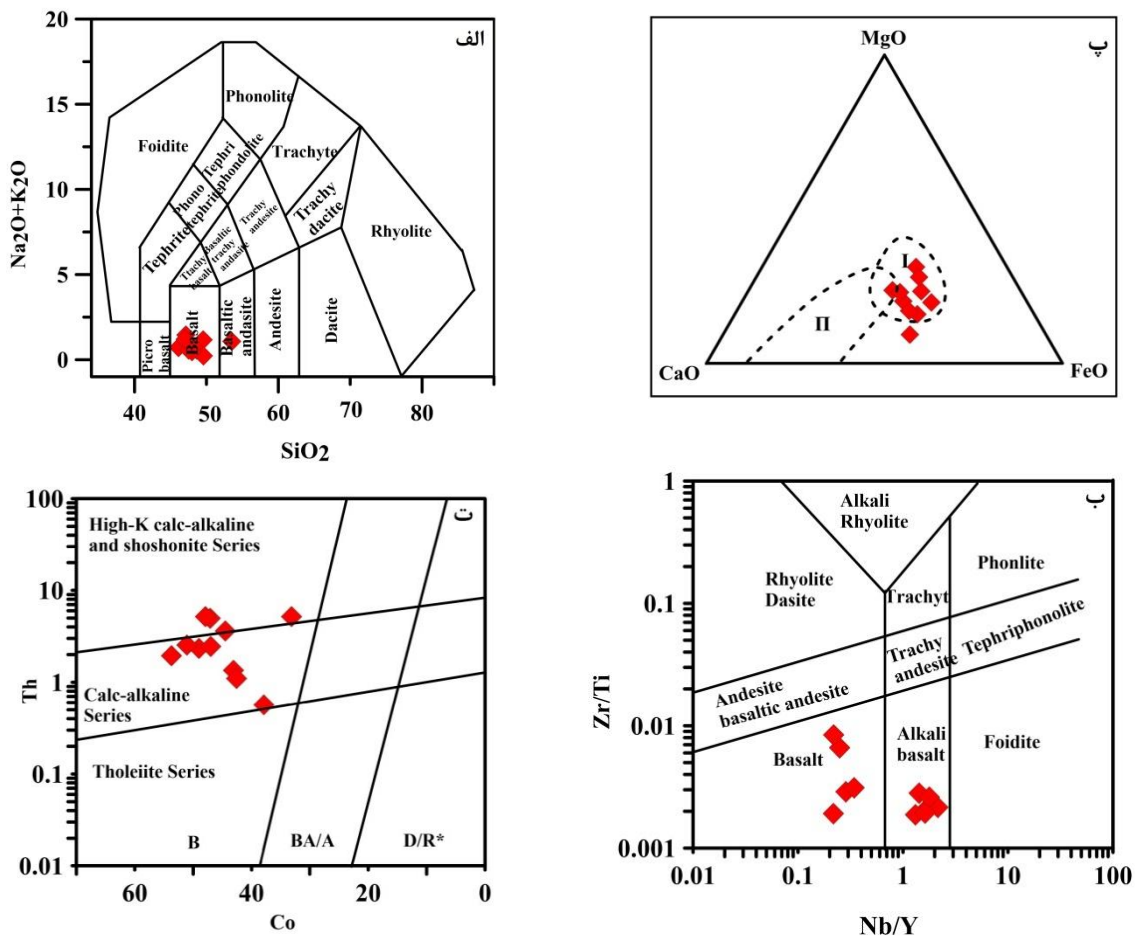 الف
20
15
10
5
0
Na2O+K2O
Foidite
Phonolite
Tephri
phondolite
Phono
tephrite
Tephrite
Trachyte
Trachy
dacite
Trachy
andesite
Basaltic
trachy
andasite
Ttachy
basalt
Rhyolite
Picro
basalt
Basalt
Basaltic
andasite
Andesite
Dacite
40 50 60 70 80
SiO2
پ
MgO
I
II
CaO
FeO
ت
100
10
1
0.1
0.01
Th
High-K calc-alkaline
and shoshonite Series
Calc-alkaline
Series
Tholeiite Series
B
BA/A
D/R*
60 40 20 0
Co
ب
1
0.1
0.01
0.001
Zr/Ti
Alkali
Rhyolite
Rhyolite
Dasite
Trachyt
Phonlite
Andesite
basaltic andesite
Trachy
andesite
Tephriphonolite
Basalt
Alkali
basalt
Foidite
0.01 0.1 1 10 100
Nb/Y